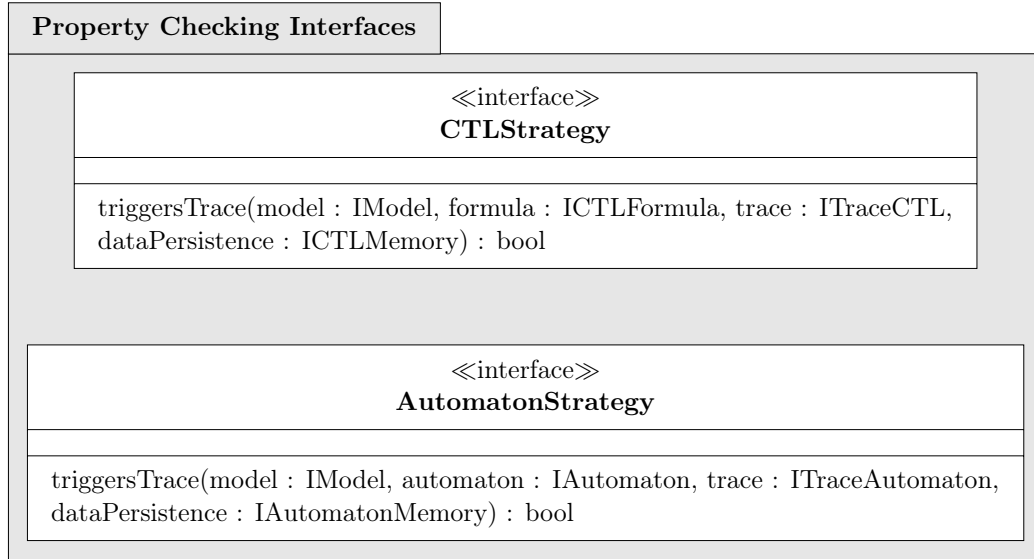 Property Checking Interfaces
≪interface≫
CTLStrategy
triggersTrace(model : IModel, formula : ICTLFormula, trace : ITraceCTL,
dataPersistence : ICTLMemory) : bool
≪interface≫
AutomatonStrategy
triggersTrace(model : IModel, automaton : IAutomaton, trace : ITraceAutomaton,
dataPersistence : IAutomatonMemory) : bool